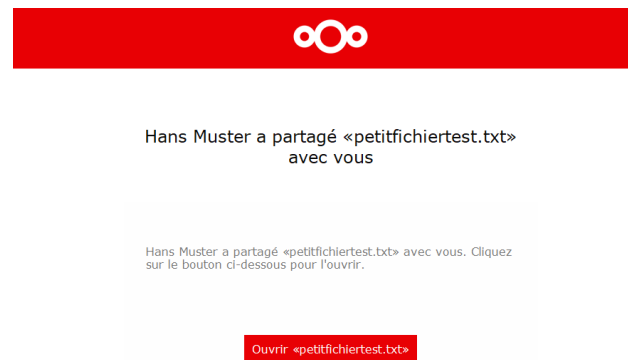 Hans Muster a partagé «petitfichiertest.txt»
avec vous
Hans Muster a partagé «petitfichiertest.txt» avec vous. Cliquez
sur le bouton ci-dessous pour l'ouvrir.
Ouvrir «petitfichiertest.txt»